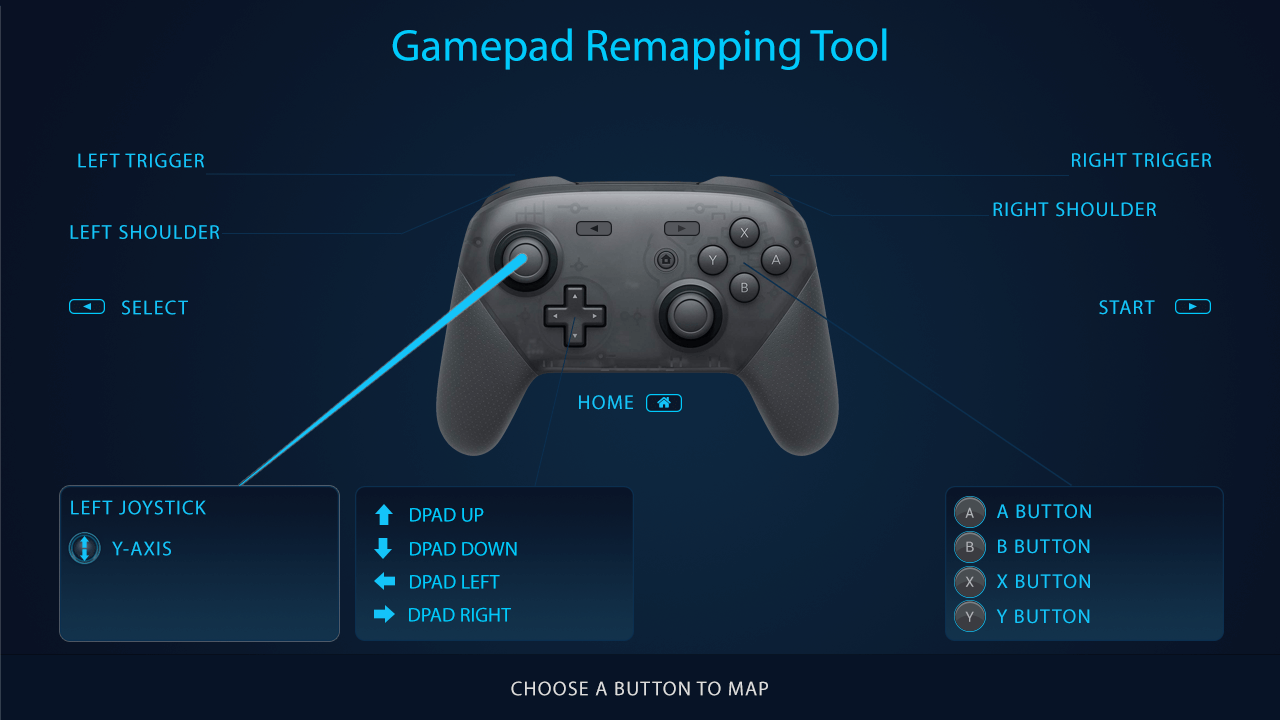 Gamepad Remapping Tool
LEFT TRIGGER
RIGHT TRIGGER
RIGHT SHOULDER
LEFT SHOULDER
X
Y
A
B
SELECT
START
HOME
LEFT JOYSTICK
Y-AXIS
DPAD UP
DPAD DOWN
DPAD LEFT
DPAD RIGHT
A A BUTTON
B B BUTTON
X X BUTTON
Y Y BUTTON
CHOOSE A BUTTON TO MAP